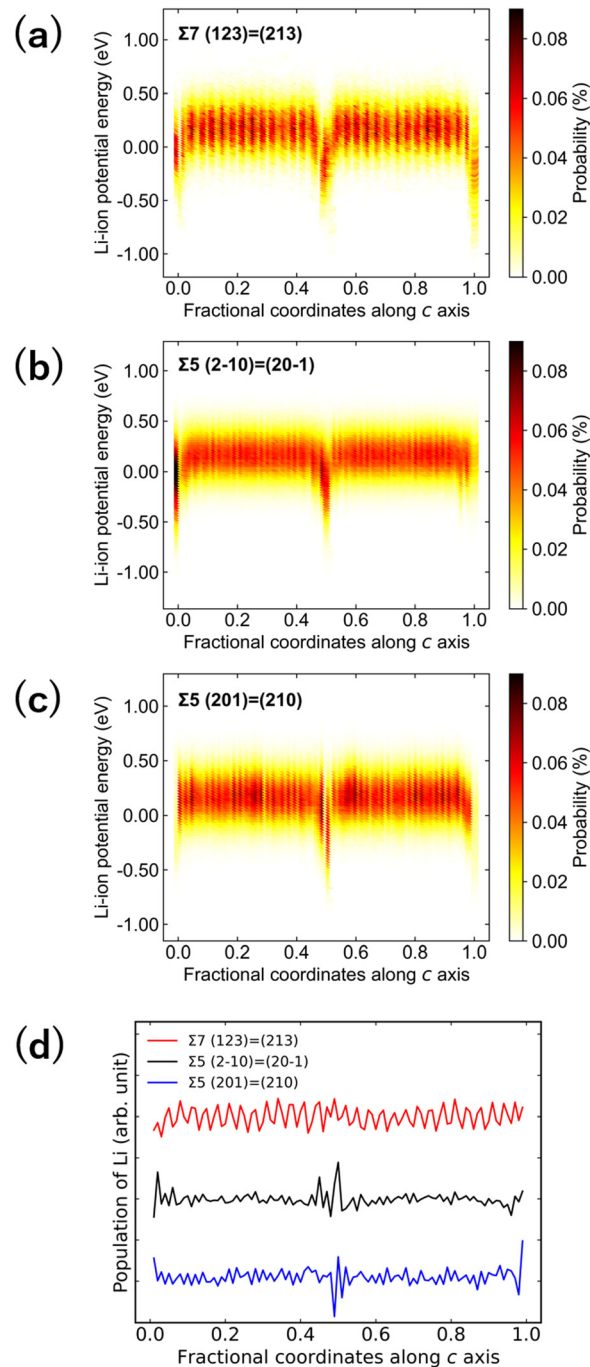 (a)
Σ7 (123)=(213)
Li-ion potential energy (eV)
1.00
0.50
0.00
-0.50
-1.00
0.0 0.2 0.4 0.6 0.8 1.0
Fractional coordinates along c axis
0.08
0.06
0.04
0.02
0.00
Probability (%)
(b)
Σ5 (2-10)=(20-1)
Li-ion potential energy (eV)
1.00
0.50
0.00
-0.50
-1.00
0.0 0.2 0.4 0.6 0.8 1.0
Fractional coordinates along c axis
0.08
0.06
0.04
0.02
0.00
Probability (%)
(c)
Σ5 (201)=(210)
Li-ion potential energy (eV)
1.00
0.50
0.00
-0.50
-1.00
0.0 0.2 0.4 0.6 0.8 1.0
Fractional coordinates along c axis
0.08
0.06
0.04
0.02
0.00
Probability (%)
(d)
Σ7 (123)=(213)
Σ5 (2-10)=(20-1)
Σ5 (201)=(210)
Population of Li (arb. unit)
0.0 0.2 0.4 0.6 0.8 1.0
Fractional coordinates along c axis